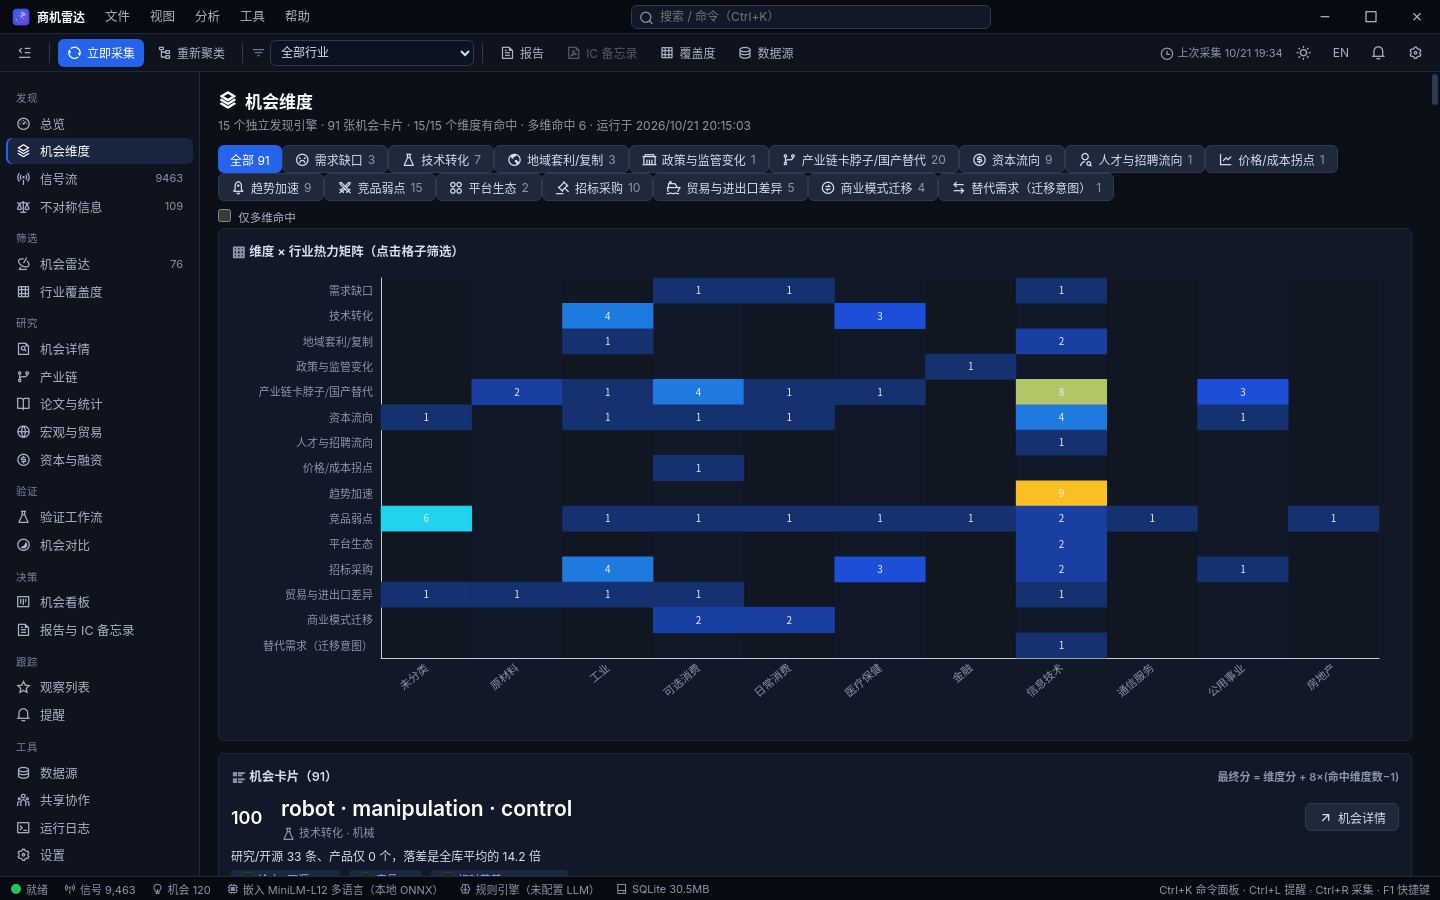 商机雷达 文件 视图 分析 工具 帮助 搜索 / 命令（Ctrl+K）
立即采集 重新聚类 全部行业 报告 IC 备忘录 覆盖度 数据源 上次采集 10/21 19:34 EN
发现
总览
机会维度
信号流 9463
不对称信息 109
筛选
机会雷达 76
行业覆盖度
研究
机会详情
产业链
论文与统计
宏观与贸易
资本与融资
验证
验证工作流
机会对比
决策
机会看板
报告与 IC 备忘录
跟踪
观察列表
提醒
工具
数据源
共享协作
运行日志
设置
机会维度
15 个独立发现引擎 · 91 张机会卡片 · 15/15 个维度有命中 · 多维命中 6 · 运行于 2026/10/21 20:15:03
全部 91 需求缺口 3 技术转化 7 地域套利/复制 3 政策与监管变化 1 产业链卡脖子/国产替代 20 资本流向 9 人才与招聘流向 1 价格/成本拐点 1
趋势加速 9 竞品弱点 15 平台生态 2 招标采购 10 贸易与进出口差异 5 商业模式迁移 4 替代需求（迁移意图） 1
仅多维命中
维度 × 行业热力矩阵（点击格子筛选）
需求缺口 1 1 1
技术转化 4 3
地域套利/复制 1 2
政策与监管变化 1
产业链卡脖子/国产替代 2 1 4 1 1 8 3
资本流向 1 1 1 1 4 1
人才与招聘流向 1
价格/成本拐点 1
趋势加速 9
竞品弱点 6 1 1 1 1 1 2 1 1
平台生态 2
招标采购 4 3 2 1
贸易与进出口差异 1 1 1 1 1
商业模式迁移 2 2
替代需求（迁移意图） 1
未分类 原材料 工业 可选消费 日常消费 医疗保健 金融 信息技术 通信服务 公用事业 房地产
机会卡片（91） 最终分 = 维度分 + 8×(命中维度数−1)
100 robot · manipulation · control 机会详情
技术转化 · 机械
研究/开源 33 条、产品仅 0 个，落差是全库平均的 14.2 倍
就绪 信号 9,463 机会 120 嵌入 MiniLM-L12 多语言（本地 ONNX） 规则引擎（未配置 LLM） SQLite 30.5MB Ctrl+K 命令面板 · Ctrl+L 提醒 · Ctrl+R 采集 · F1 快捷键